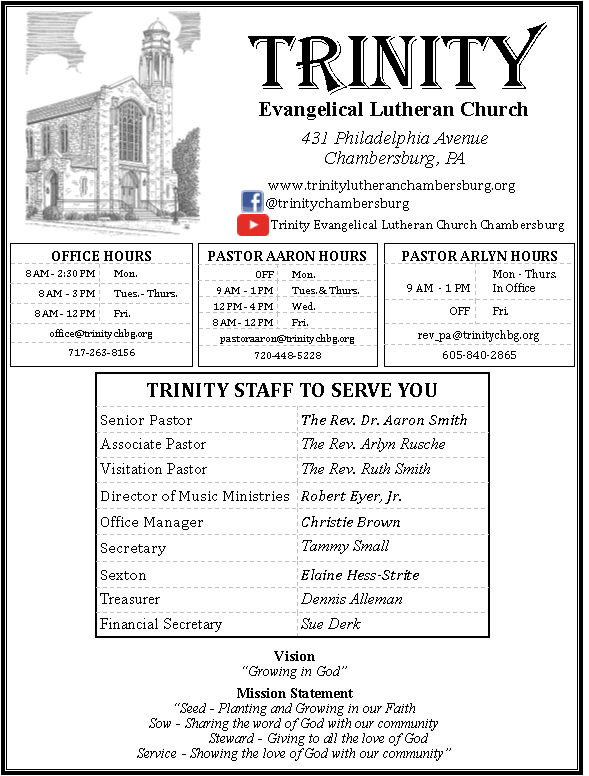 TRINITY
Evangelical Lutheran Church
431 Philadelphia Avenue
Chambersburg, PA
www.trinitylutheranchambersburg.org
@trinitychambersburg
Trinity Evangelical Lutheran Church Chambersburg
OFFICE HOURS
8 AM - 2:30 PM Mon.
8 AM - 3 PM Tues. - Thurs.
8 AM - 12 PM Fri.
office@trinitychbg.org
717-263-8156
PASTOR AARON HOURS
OFF Mon.
9 AM - 1 PM Tues. & Thurs.
12 PM - 4 PM Wed.
8 AM - 12 PM Fri.
pastoraaron@trinitychbg.org
720-448-5228
PASTOR ARLYN HOURS
9 AM - 1 PM Mon - Thurs.
In Office
OFF Fri.
rev_pa@trinitychbg.org
605-840-2865
TRINITY STAFF TO SERVE YOU
Senior Pastor The Rev. Dr. Aaron Smith
Associate Pastor The Rev. Arlyn Rusche
Visitation Pastor The Rev. Ruth Smith
Director of Music Ministries Robert Eyer, Jr.
Office Manager Christie Brown
Secretary Tammy Small
Sexton Elaine Hess-Strite
Treasurer Dennis Alleman
Financial Secretary Sue Derk
Vision
“Growing in God”
Mission Statement
“Seed - Planting and Growing in our Faith
Sow - Sharing the word of God with our community
Steward - Giving to all the love of God
Service - Showing the love of God with our community”